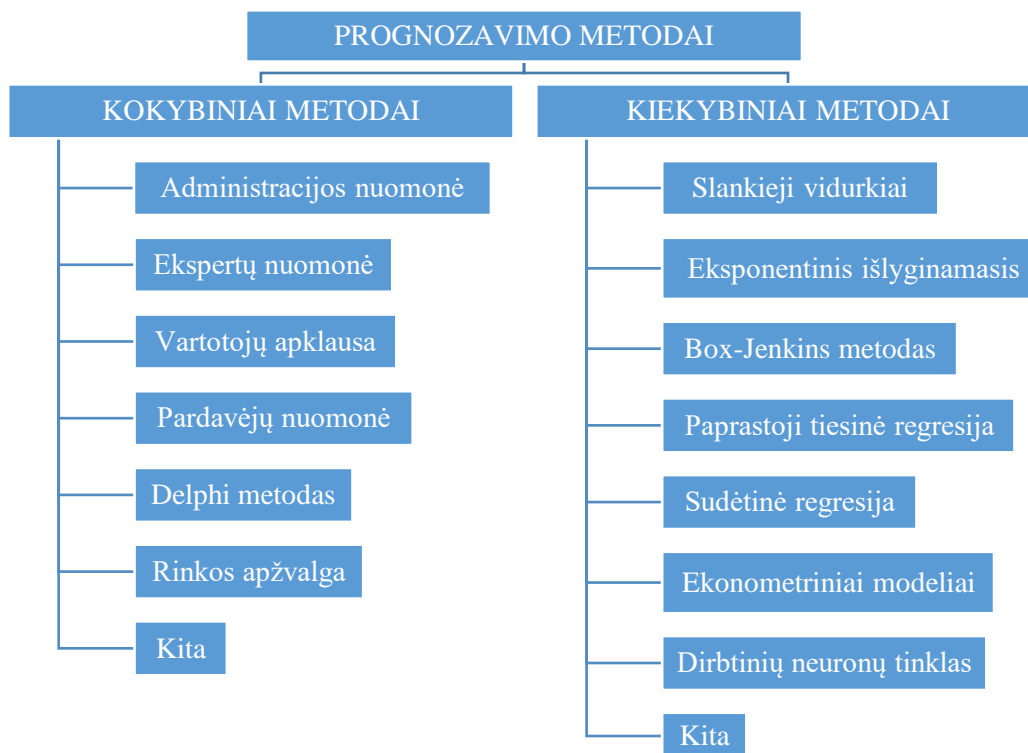 PROGNOZAVIMO METODAI
KOKYBINIAI METODAI
Administracijos nuomonė
Ekspertų nuomonė
Vartotojų apklausa
Pardavėjų nuomonė
Delphi metodas
Rinkos apžvalga
Kita
KIEKYBINIAI METODAI
Slankieji vidurkiai
Eksponentinis išlyginamasis
Box-Jenkins metodas
Paprastoji tiesinė regresija
Sudėtinė regresija
Ekonometriniai modeliai
Dirbtinių neuronų tinklas
Kita